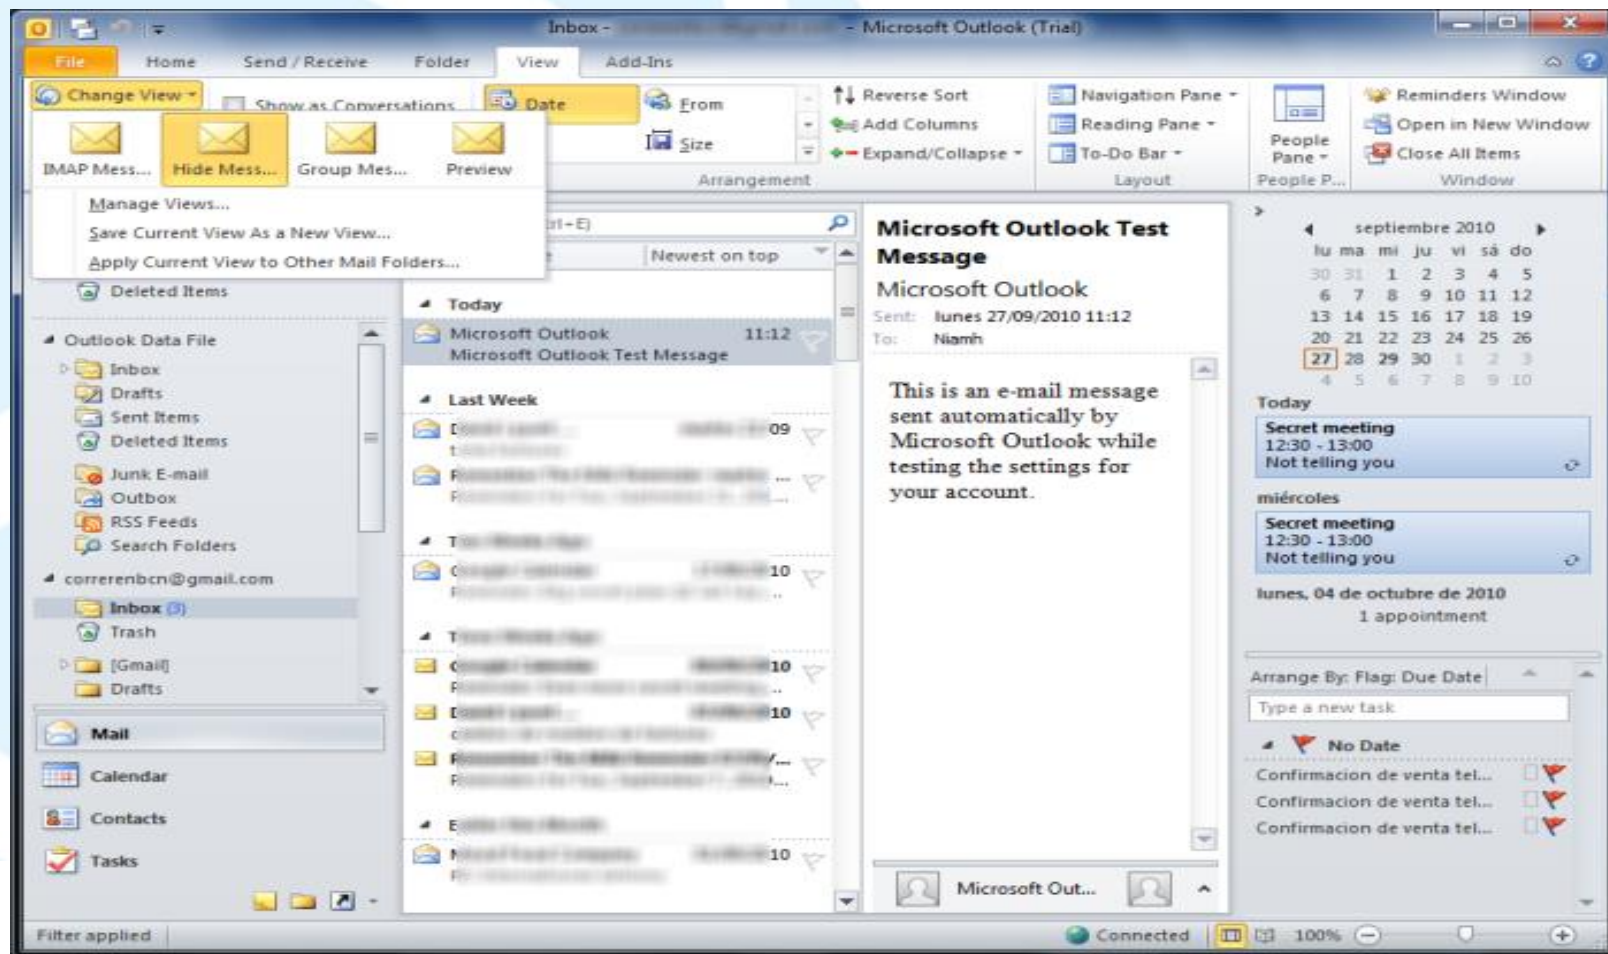 Inbox - - Microsoft Outlook (Trial)
File Home Send / Receive Folder View Add-Ins
Change View Show as Conversations Date From Reverse Sort Navigation Pane Reminders Window
Size Add Columns Reading Pane People Pane Open in New Window
Expand/Collapse To-Do Bar Close All Items
IMAP Mess... Hide Mess... Group Mes... Preview
Arrangement Layout People P... Window
Manage Views...
Save Current View As a New View...
Apply Current View to Other Mail Folders...
Deleted Items
Outlook Data File
Inbox
Drafts
Sent Items
Deleted Items
Junk E-mail
Outbox
RSS Feeds
Search Folders
correrenbcn@gmail.com
Inbox (3)
Trash
[Gmail]
Drafts
Mail
Calendar
Contacts
Tasks
Newest on top
Today
Microsoft Outlook 11:12
Microsoft Outlook Test Message
Last Week
09
...
10
10
10
10
Microsoft Outlook Test
Message
Microsoft Outlook
Sent: lunes 27/09/2010 11:12
To: Niamh
This is an e-mail message
sent automatically by
Microsoft Outlook while
testing the settings for
your account.
Microsoft Out...
septiembre 2010
lu ma mi ju vi sá do
30 31 1 2 3 4 5
6 7 8 9 10 11 12
13 14 15 16 17 18 19
20 21 22 23 24 25 26
27 28 29 30 1 2 3
4 5 6 7 8 9 10
Today
Secret meeting
12:30 - 13:00
Not telling you
miércoles
Secret meeting
12:30 - 13:00
Not telling you
lunes, 04 de octubre de 2010
1 appointment
Arrange By: Flag: Due Date
Type a new task
No Date
Confirmacion de venta tel...
Confirmacion de venta tel...
Confirmacion de venta tel...
Filter applied Connected 100%